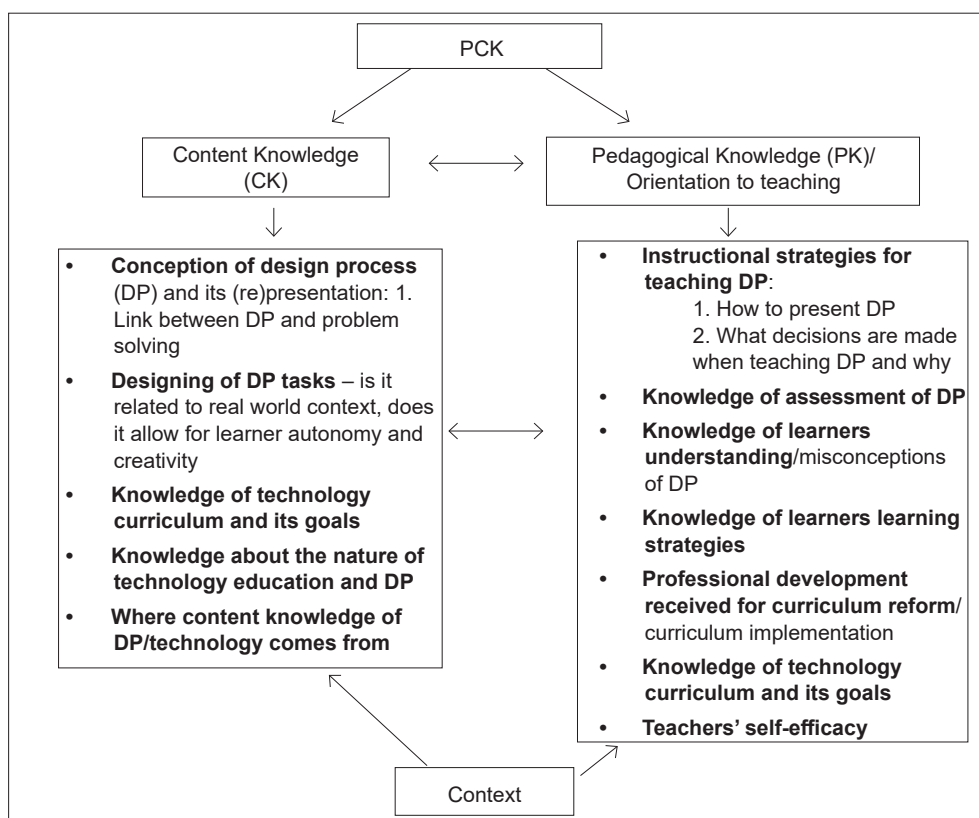 PCK
Content Knowledge
(CK)
Pedagogical Knowledge (PK)/
Orientation to teaching
• Conception of design process
(DP) and its (re)presentation: 1.
Link between DP and problem
solving
• Designing of DP tasks – is it
related to real world context, does
it allow for learner autonomy and
creativity
• Knowledge of technology
curriculum and its goals
• Knowledge about the nature of
technology education and DP
• Where content knowledge of
DP/technology comes from
• Instructional strategies for
teaching DP:
1. How to present DP
2. What decisions are made
when teaching DP and why
• Knowledge of assessment of DP
• Knowledge of learners
understanding/misconceptions
of DP
• Knowledge of learners learning
strategies
• Professional development
received for curriculum reform/
curriculum implementation
• Knowledge of technology
curriculum and its goals
• Teachers’ self-efficacy
Context